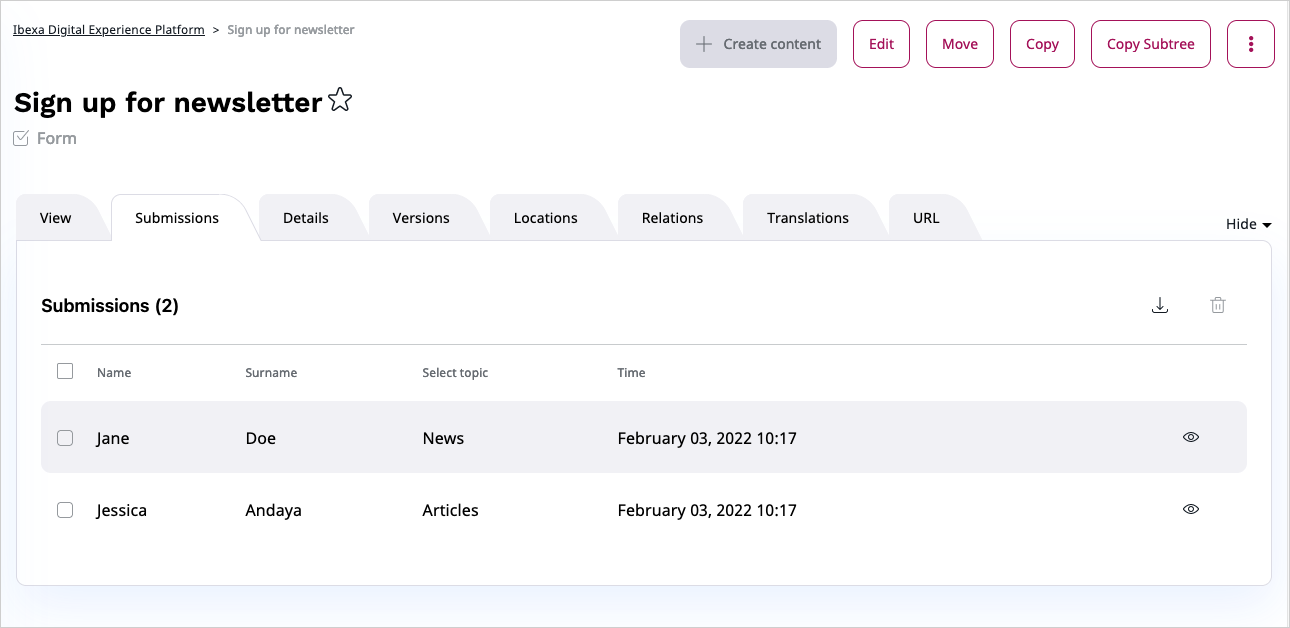 Ibexa Digital Experience Platform > Sign up for newsletter
Create content Edit Move Copy Copy Subtree
Sign up for newsletter
Form
View Submissions Details Versions Locations Relations Translations URL
Hide
Submissions (2)
Name Surname Select topic Time
Jane Doe News February 03, 2022 10:17
Jessica Andaya Articles February 03, 2022 10:17